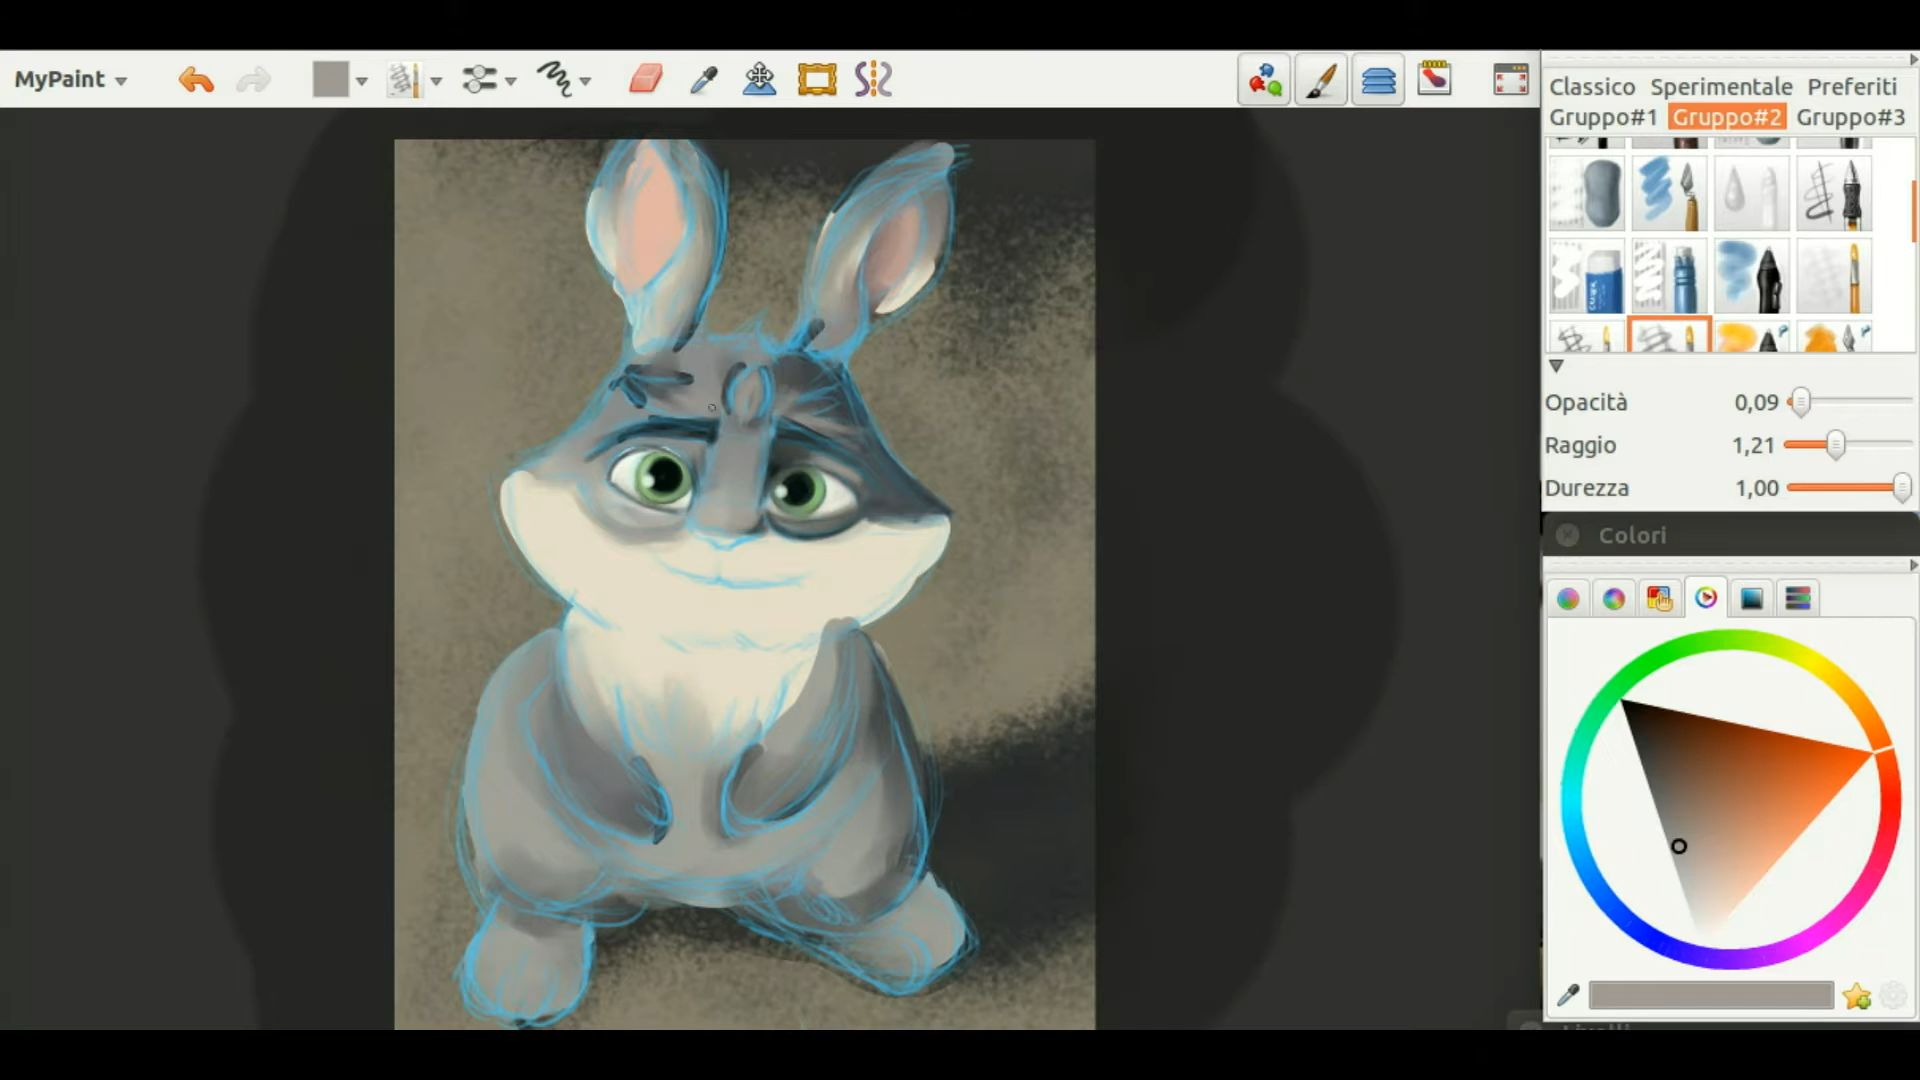 MyPaint
Classico Sperimentale Preferiti
Gruppo#1 Gruppo#2 Gruppo#3
Opacità 0,09
Raggio 1,21
Durezza 1,00
Colori